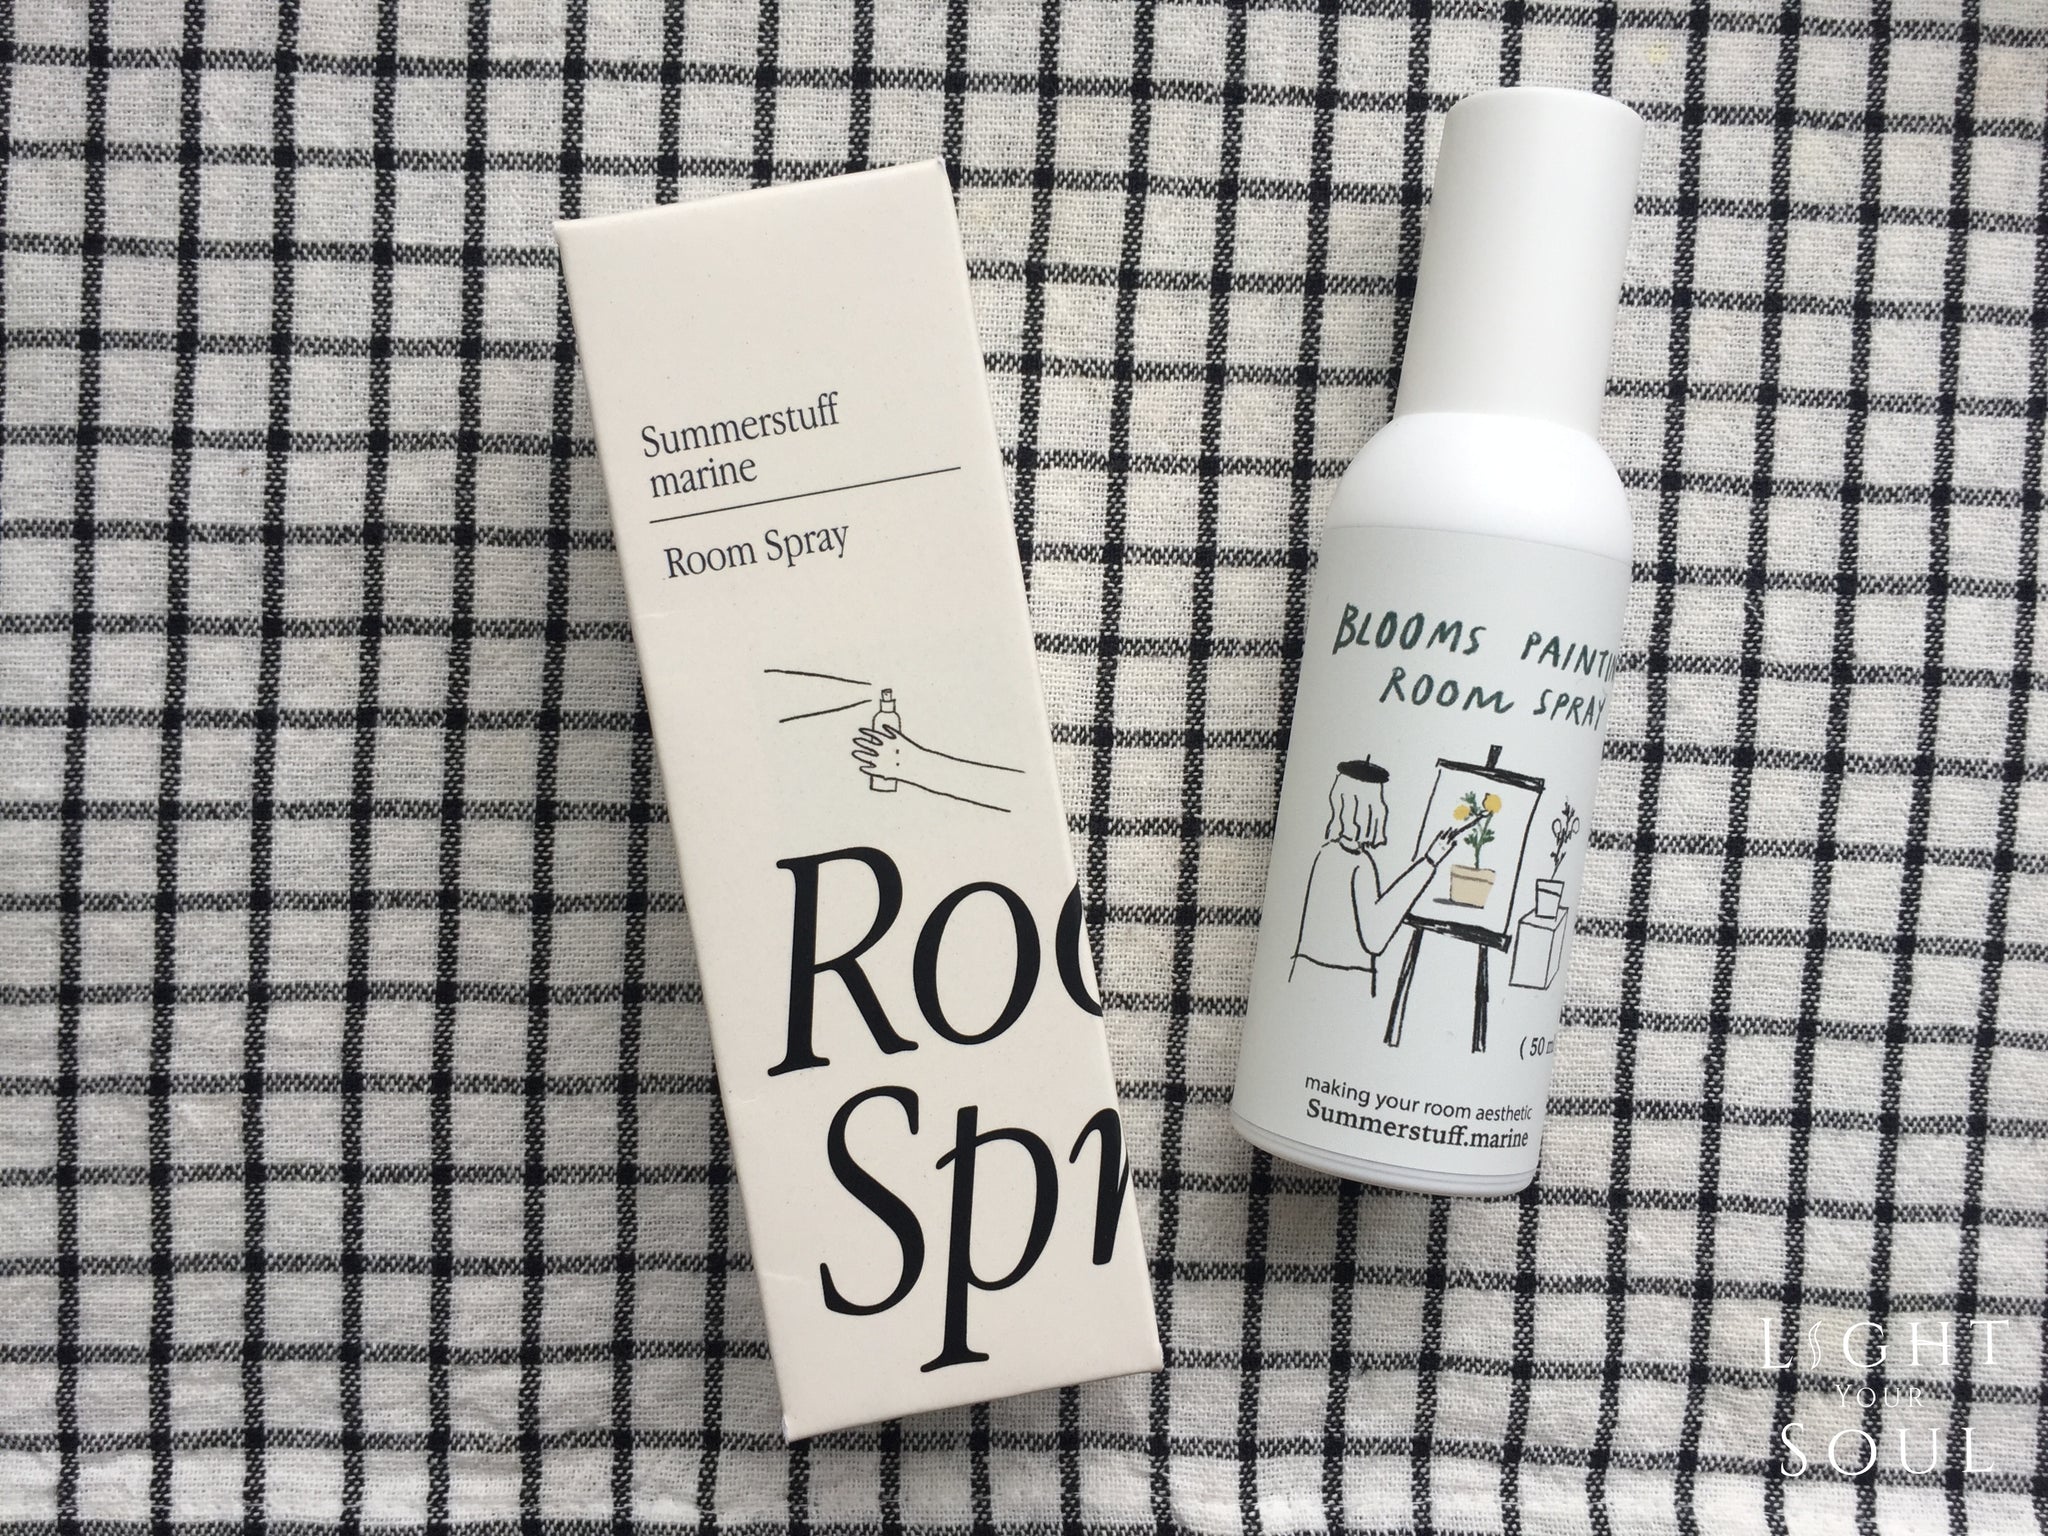 Summerstuff
marine
Room Spray
Roo
Spr
BLOOMS PAINTIN
ROOM SPRAY
( 50 m
making your room aesthetic
Summerstuff.marine
LIGHT
YOUR
SOUL